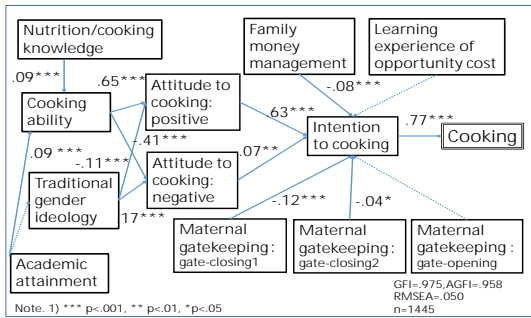 Nutrition/cooking
knowledge
Family
money
management
Learning
experience of
opportunity cost
.09***
.65***
Attitude to
cooking:
positive
-.08***
Cooking
ability
.63***
Intention
to cooking
.77***
Cooking
-.41***
.07**
.09 ***
-.11***
Traditional
gender
ideology
Attitude to
cooking:
negative
.17***
-.12***
-.04*
Maternal
gatekeeping:
gate-closing1
Maternal
gatekeeping:
gate-closing2
Maternal
gatekeeping:
gate-opening
Academic
attainment
GFI=.975,AGFI=.958
RMSEA=.050
n=1445
Note. 1) *** p<.001, ** p<.01, *p<.05